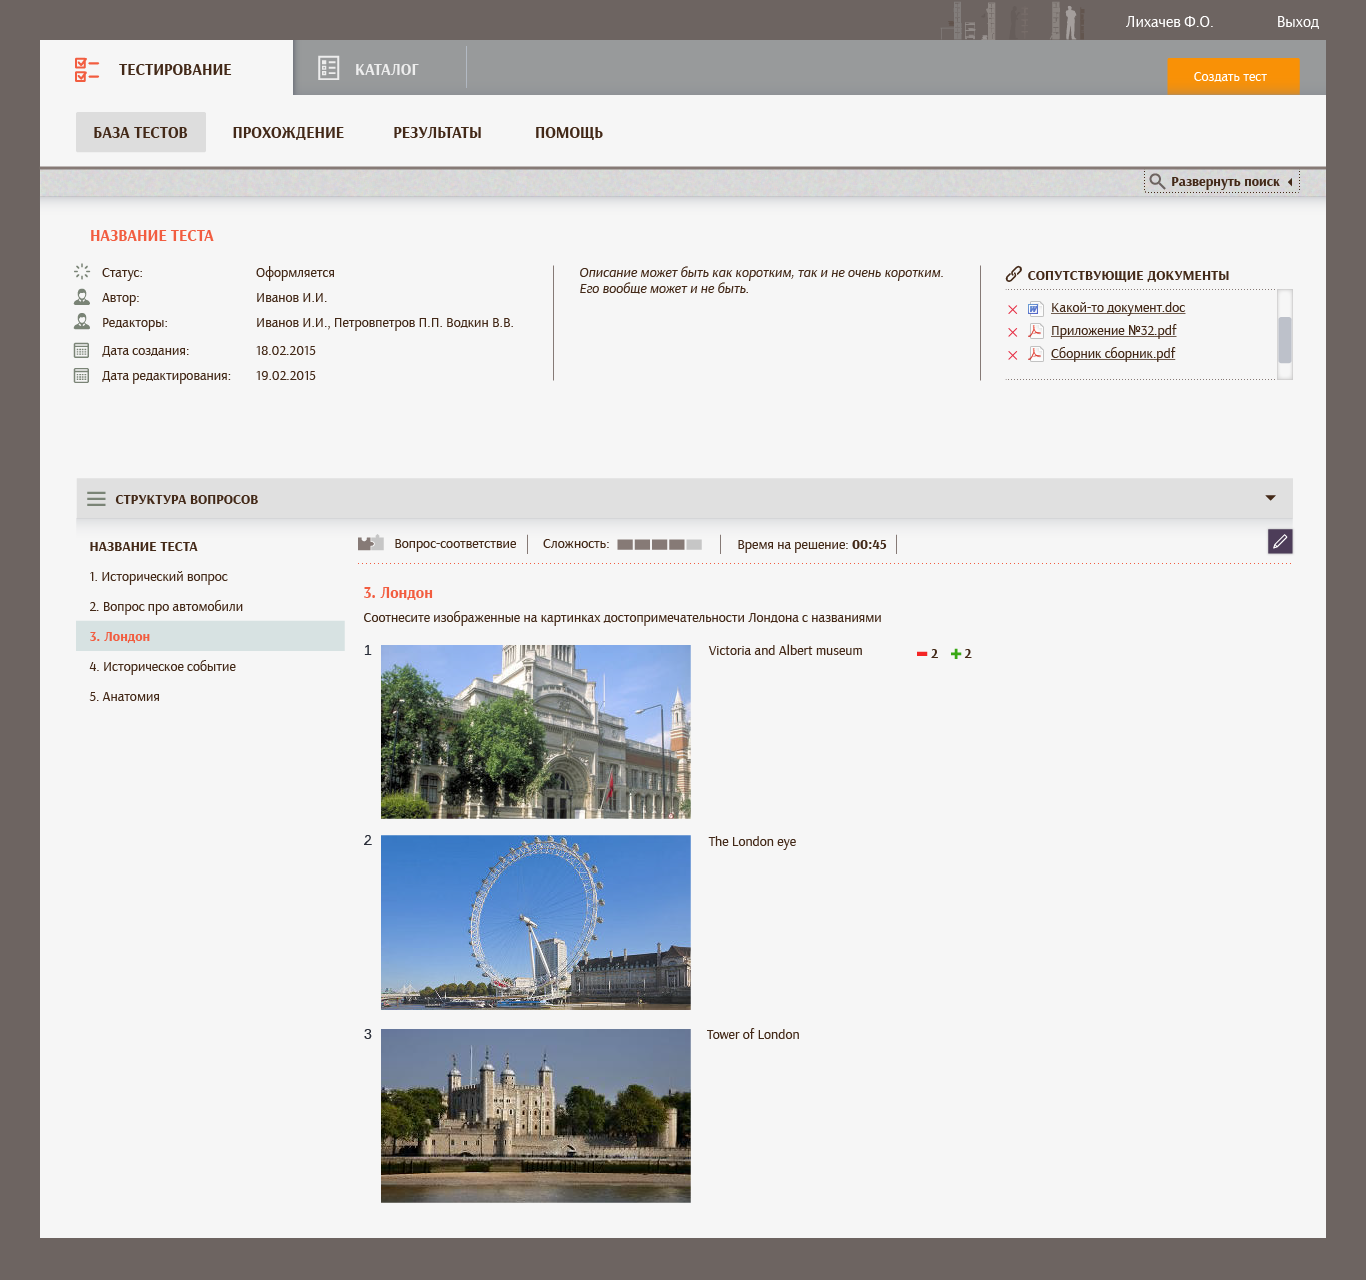 Лихачев Ф.О. Выход
ТЕСТИРОВАНИЕ КАТАЛОГ Создать тест
БАЗА ТЕСТОВ ПРОХОЖДЕНИЕ РЕЗУЛЬТАТЫ ПОМОЩЬ
Развернуть поиск
НАЗВАНИЕ ТЕСТА
Статус: Оформляется
Автор: Иванов И.И.
Редакторы: Иванов И.И., Петровпетров П.П. Водкин В.В.
Дата создания: 18.02.2015
Дата редактирования: 19.02.2015
Описание может быть как коротким, так и не очень коротким.
Его вообще может и не быть.
СОПУТСТВУЮЩИЕ ДОКУМЕНТЫ
Какой-то документ.doc
Приложение №32.pdf
Сборник сборник.pdf
СТРУКТУРА ВОПРОСОВ
НАЗВАНИЕ ТЕСТА
1. Исторический вопрос
2. Вопрос про автомобили
3. Лондон
4. Историческое событие
5. Анатомия
Вопрос-соответствие Сложность: Время на решение: 00:45
3. Лондон
Соотнесите изображенные на картинках достопримечательности Лондона с названиями
1 Victoria and Albert museum 2 2
2 The London eye
3 Tower of London